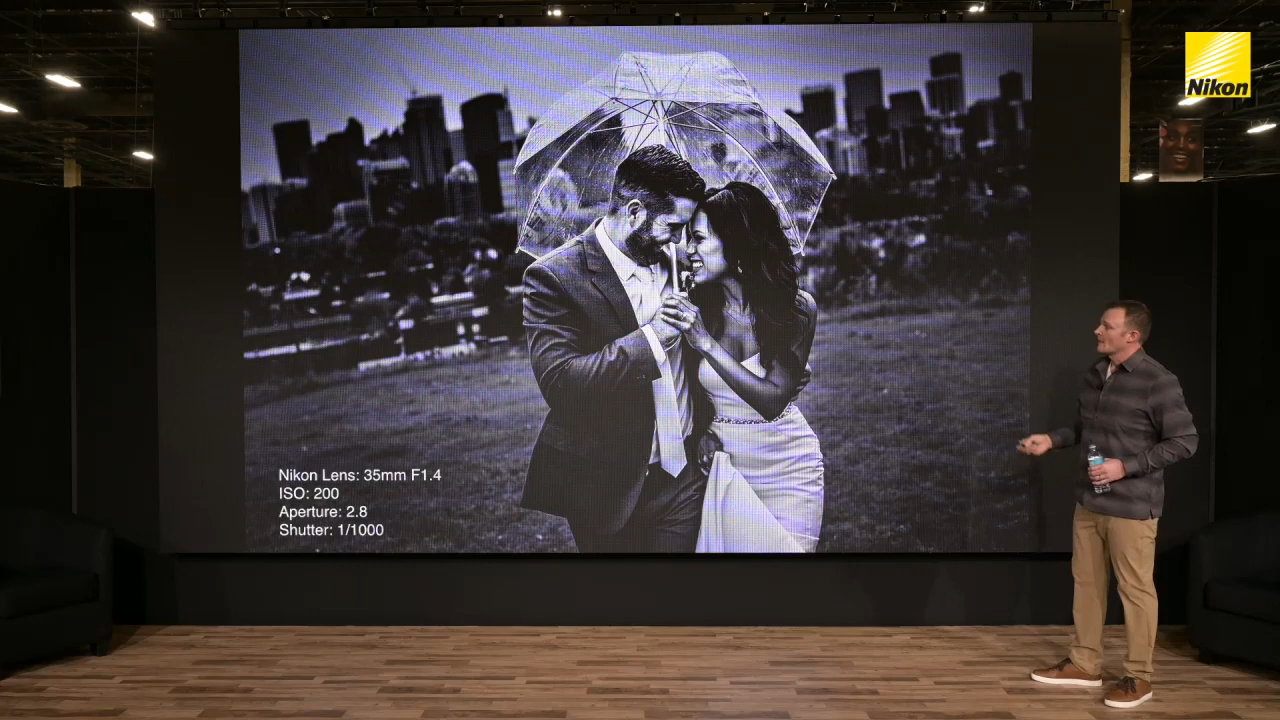 Nikon
Nikon Lens: 35mm F1.4
ISO: 200
Aperture: 2.8
Shutter: 1/1000